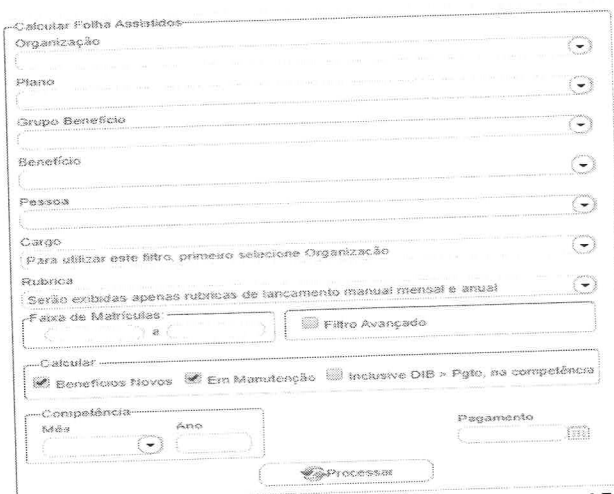 Calcular Folha Assistidos
Organização
Plano
Grupo Benefício
Benefício
Pessoa
Cargo
Para utilizar este filtro, primeiro selecione Organização
Rubrica
Serão exibidas apenas rubricas de lançamento manual mensal e anual
Faixa de Matrículas:
a
Filtro Avançado
Calcular
Benefícios Novos Em Manutenção Inclusive DIB > Pgto, na competência
Competência
Mês Ano
Pagamento
Processar